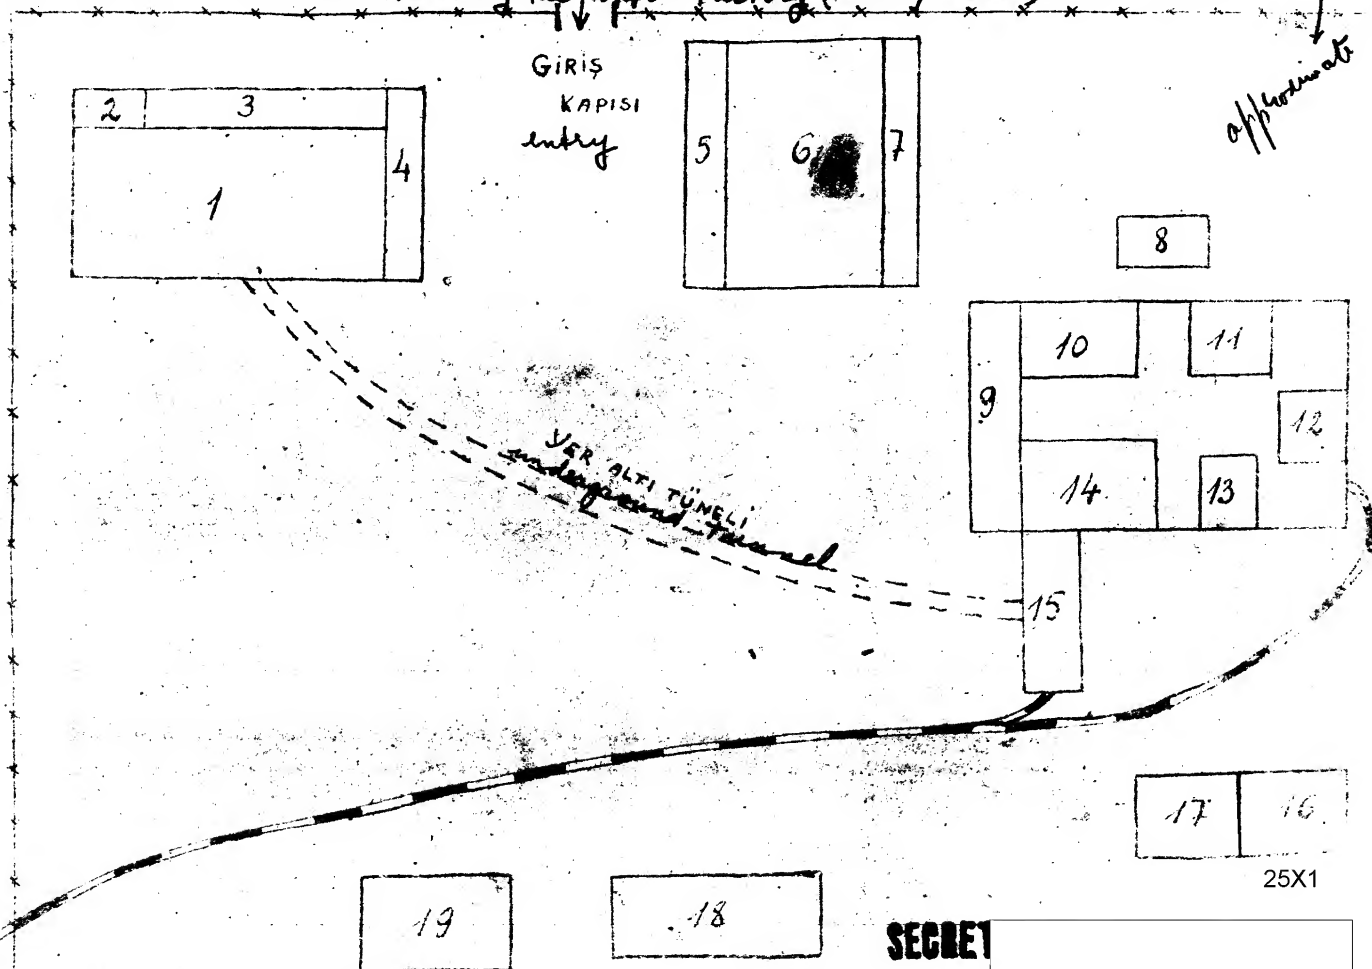 GİRİŞ
KAPISI
entry
approximate
2
3
4
1
5
6
7
8
9
10
11
12
13
14
YER ALTI TÜNELİ
underground Tunnel
15
17
16
25X1
19
18
SECRET